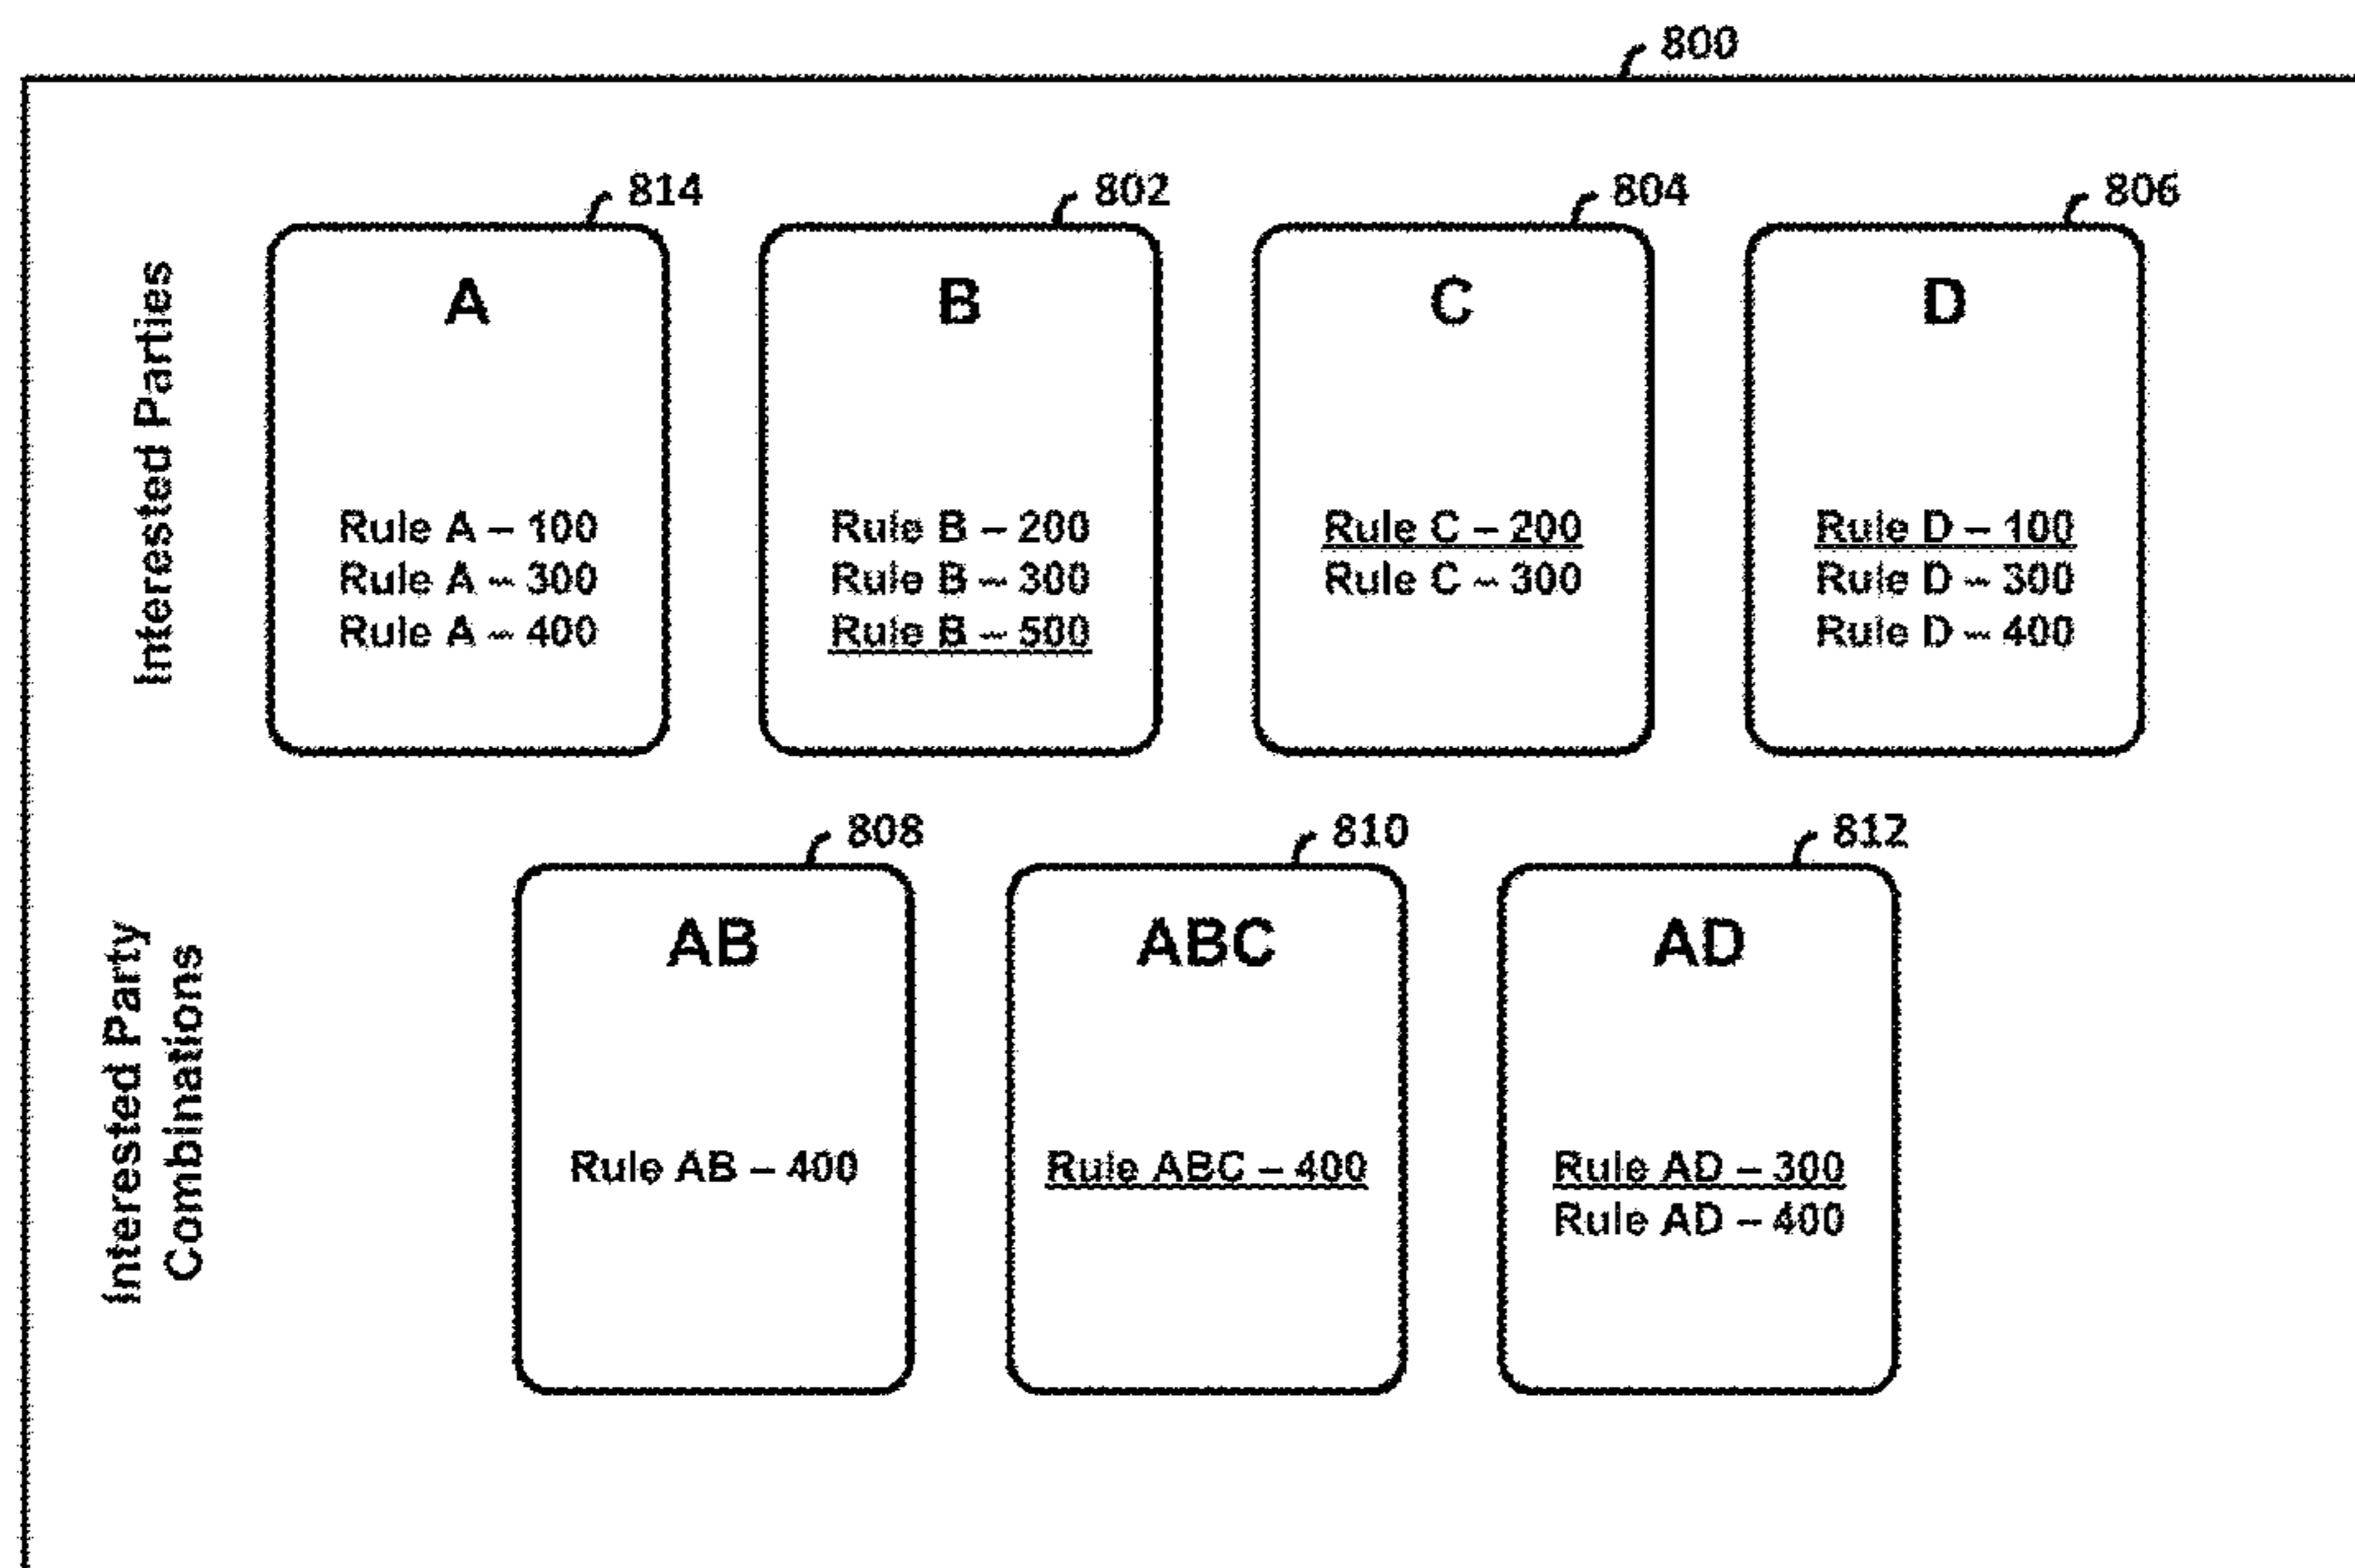 800
814
802
804
806
Interested Parties
A
Rule A – 100
Rule A – 300
Rule A – 400
B
Rule B – 200
Rule B – 300
Rule B – 500
C
Rule C – 200
Rule C – 300
D
Rule D – 100
Rule D – 300
Rule D – 400
808
810
812
Interested Party
Combinations
AB
Rule AB – 400
ABC
Rule ABC – 400
AD
Rule AD – 300
Rule AD – 400